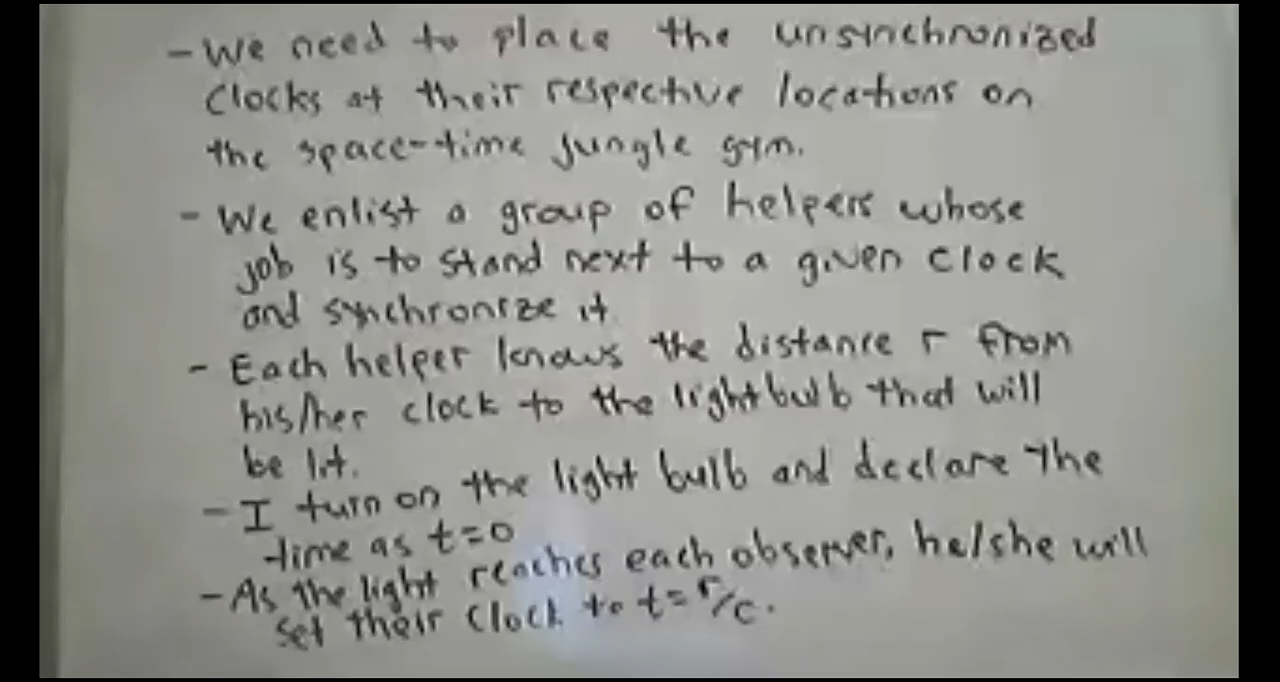 - We need to place the unsynchronized
clocks at their respective locations on
the space-time jungle gym.
- We enlist a group of helpers whose
job is to stand next to a given clock
and synchronize it
- Each helper knows the distance r from
his/her clock to the lightbulb that will
be lit.
- I turn on the light bulb and declare the
time as t=0
- As the light reaches each observer, he/she will
set their clock to t=r/c.